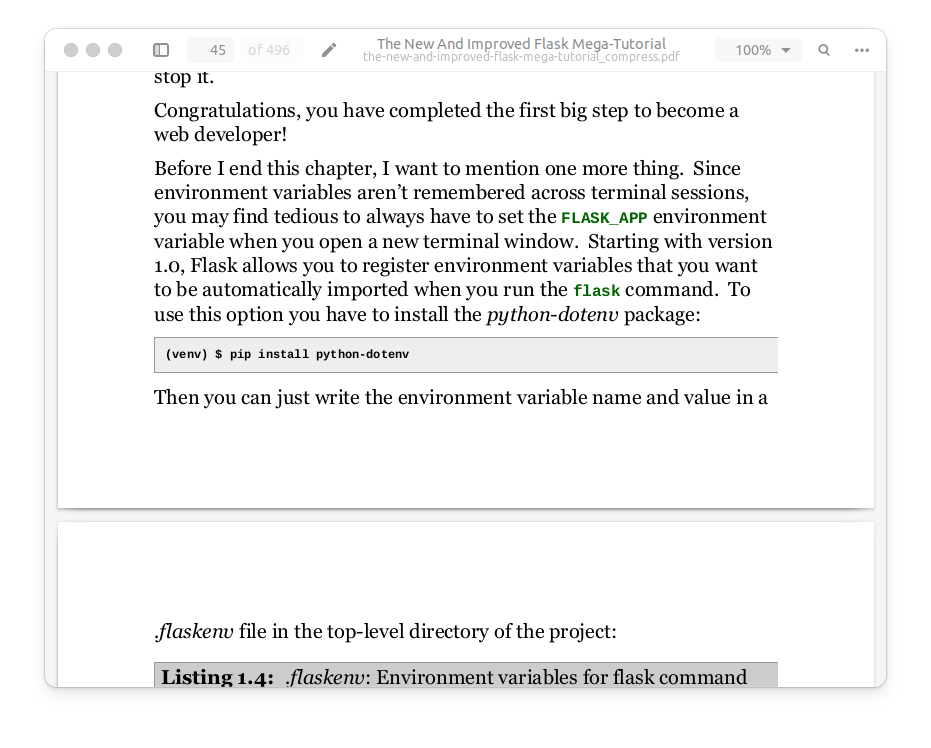 45 of 496
The New And Improved Flask Mega-Tutorial
the-new-and-improved-flask-mega-tutorial_compress.pdf
100%
stop it.
Congratulations, you have completed the first big step to become a
web developer!
Before I end this chapter, I want to mention one more thing.  Since
environment variables aren’t remembered across terminal sessions,
you may find tedious to always have to set the FLASK_APP environment
variable when you open a new terminal window.  Starting with version
1.0, Flask allows you to register environment variables that you want
to be automatically imported when you run the flask command.  To
use this option you have to install the python-dotenv package:
(venv) $ pip install python-dotenv
Then you can just write the environment variable name and value in a
.flaskenv file in the top-level directory of the project:
Listing 1.4:  .flaskenv: Environment variables for flask command